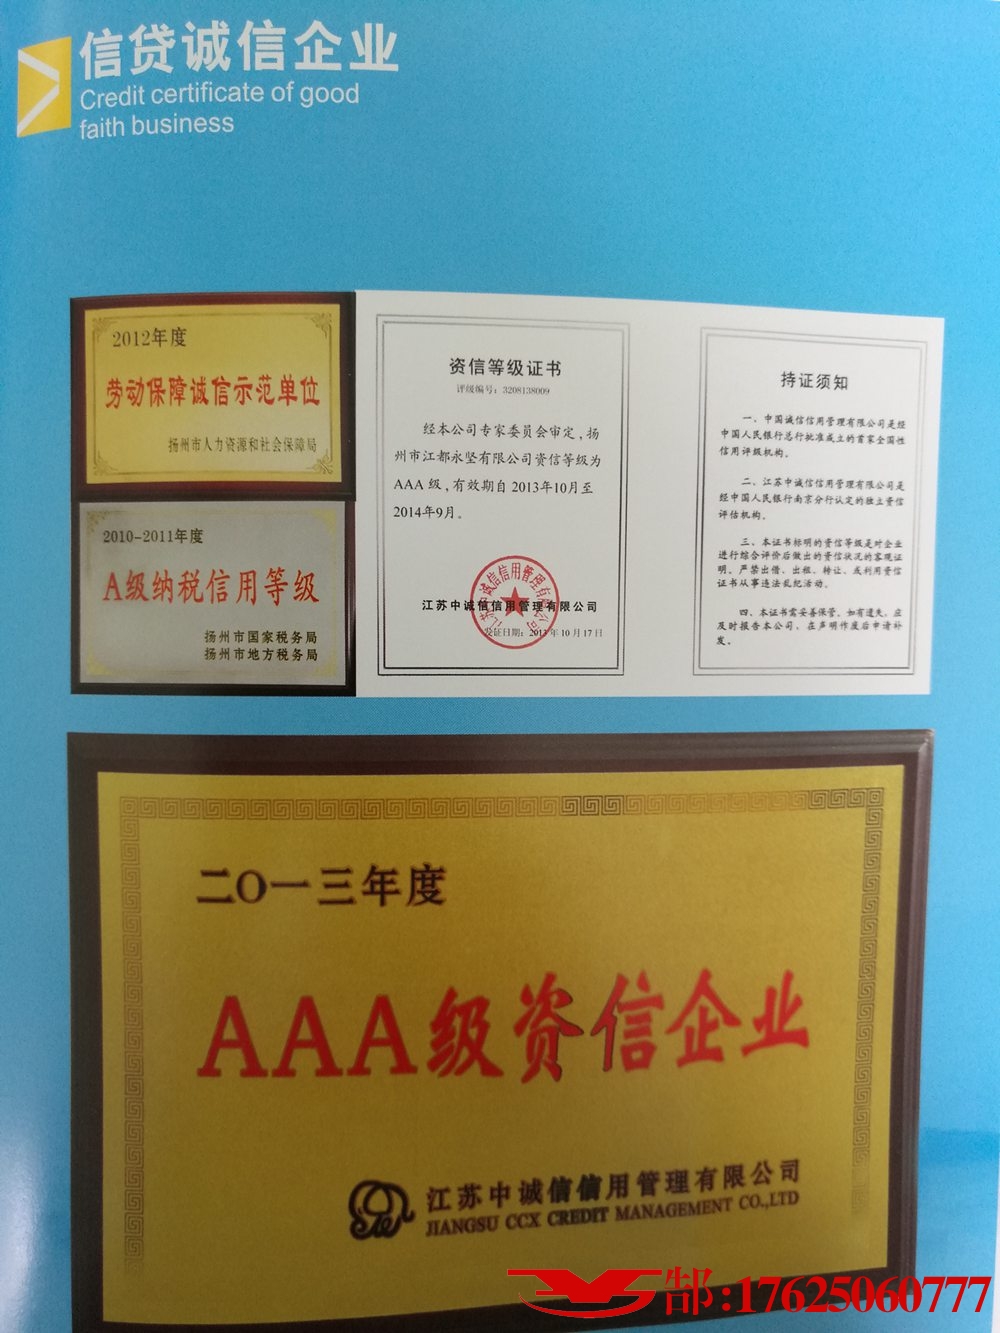 信贷诚信企业
Credit certificate of good
faith business
2012年度
劳动保障诚信示范单位
扬州市人力资源和社会保障局
2010-2011年度
A级纳税信用等级
扬州市国家税务局
扬州市地方税务局
资信等级证书
评级编号：3208138009
经本公司专家委员会审定，扬
州市江都永坚有限公司资信等级为
AAA 级，有效期自 2013年10月至
2014年9月。
江苏中诚信信用管理有限公司
发证日期：2013 年 10 月 17 日
持证须知
一、中国诚信信用管理有限公司是经
中国人民银行总行批准成立的首家全国性
信用评级机构。
二、江苏中诚信信用管理有限公司是
经中国人民银行南京分行认定的独立资信
评估机构。
三、本证书标明的资信等级是对企业
进行综合评价后做出的资信状况的客观证
明。严禁出借、出租、转让、或利用资信
证书从事违法乱纪活动。
四、本证书需妥善保管。如有遗失，应
及时报告本公司、在声明作废后申请补
发。
二〇一三年度
AAA级资信企业
江苏中诚信信用管理有限公司
JIANGSU CCX CREDIT MANAGEMENT CO.,LTD
郜:17625060777